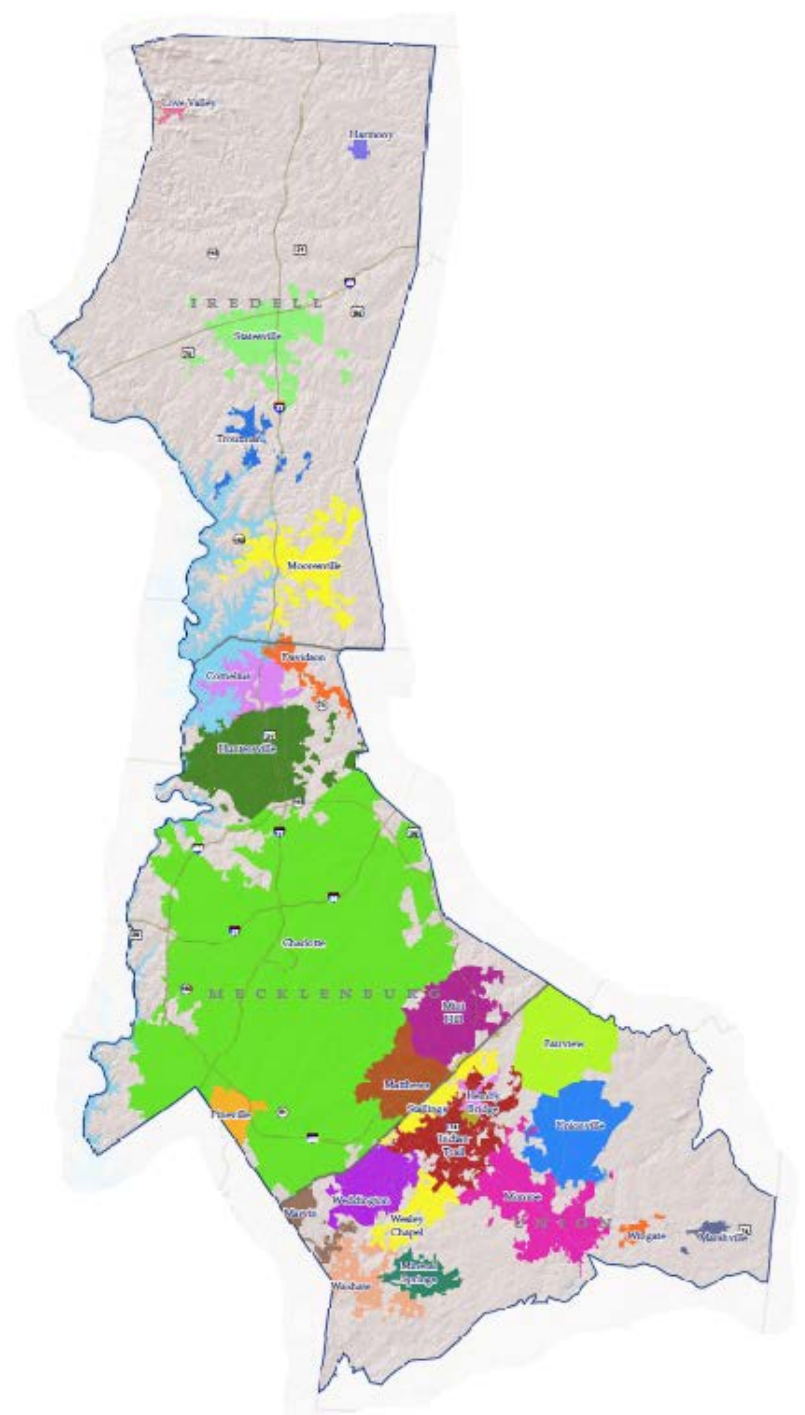 Love Valley
Harmony
IREDELL
Statesville
Troutman
Mooresville
Davidson
Cornelius
Huntersville
Charlotte
MECKLENBURG
Mint
Hill
Fairview
Matthews
Stallings
Hemby
Bridge
Pineville
Unionville
Indian
Trail
Weddington
Monroe
Marvin
Wesley
Chapel
UNION
Wingate
Marshville
Mineral
Springs
Waxhaw